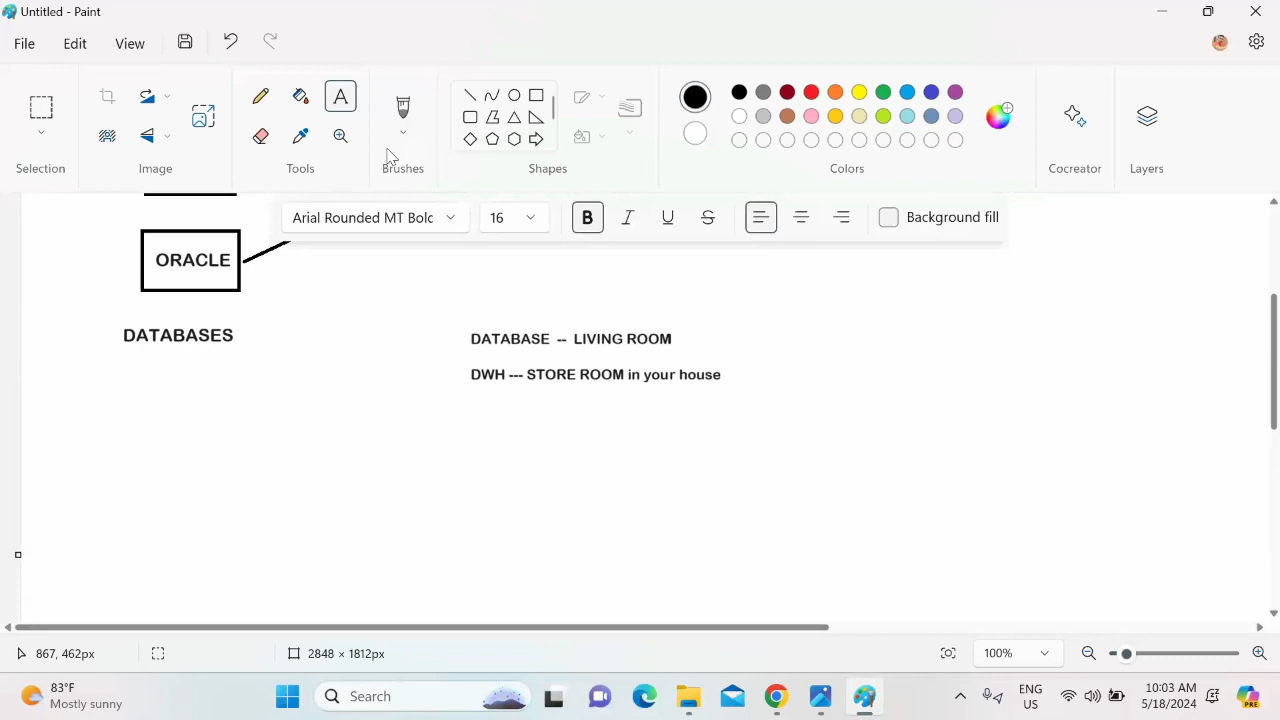 Untitled - Paint
File Edit View
Selection Image Tools Brushes Shapes Colors Cocreator Layers
Arial Rounded MT Bolc 16 B I U S Background fill
ORACLE
DATABASES
DATABASE -- LIVING ROOM
DWH --- STORE ROOM in your house
867, 462px 2848 × 1812px 100%
83°F
Mostly sunny
Search
ENG
US
10:03 AM
5/18/2024
PRE